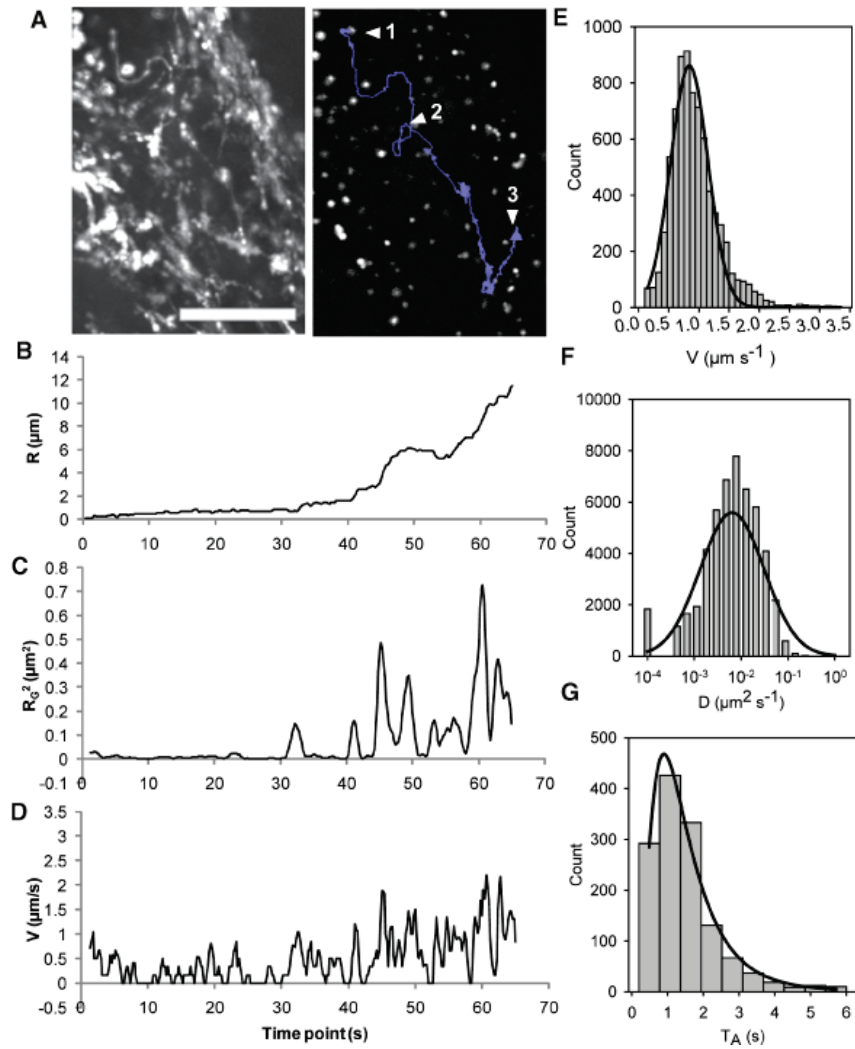 A
1
2
3
B
14
12
10
8
6
4
2
0
R (µm)
0 10 20 30 40 50 60 70
C
0.8
0.7
0.6
0.5
0.4
0.3
0.2
0.1
0
-0.1
R_G² (µm²)
0 10 20 30 40 50 60 70
D
3.5
3
2.5
2
1.5
1
0.5
0
-0.5
V (µm/s)
0 10 20 30 40 50 60 70
Time point (s)
E
1000
800
600
400
200
0
Count
0.0 0.5 1.0 1.5 2.0 2.5 3.0 3.5
V (µm s⁻¹)
F
10000
8000
6000
4000
2000
0
Count
10⁻⁴ 10⁻³ 10⁻² 10⁻¹ 10⁰
D (µm² s⁻¹)
G
500
400
300
200
100
0
Count
0 1 2 3 4 5 6
T_A (s)